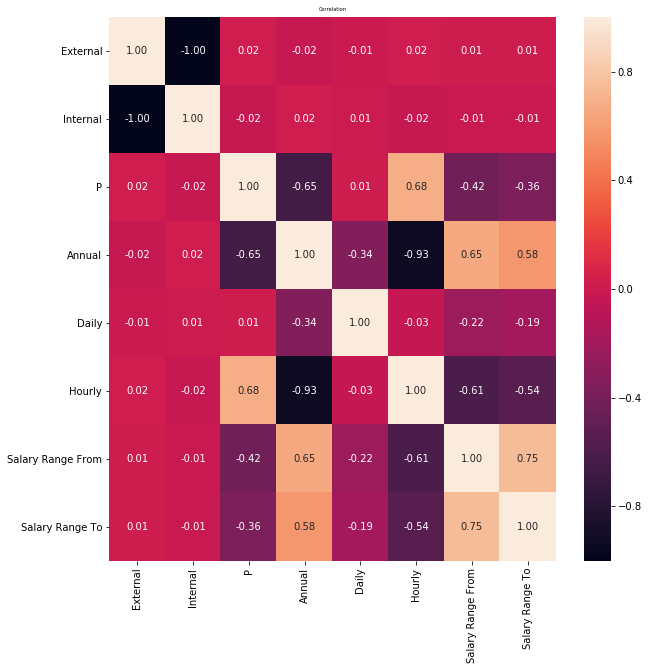 Correlation
External 1.00 -1.00 0.02 -0.02 -0.01 0.02 0.01 0.01
Internal -1.00 1.00 -0.02 0.02 0.01 -0.02 -0.01 -0.01
P 0.02 -0.02 1.00 -0.65 0.01 0.68 -0.42 -0.36
Annual -0.02 0.02 -0.65 1.00 -0.34 -0.93 0.65 0.58
Daily -0.01 0.01 0.01 -0.34 1.00 -0.03 -0.22 -0.19
Hourly 0.02 -0.02 0.68 -0.93 -0.03 1.00 -0.61 -0.54
Salary Range From 0.01 -0.01 -0.42 0.65 -0.22 -0.61 1.00 0.75
Salary Range To 0.01 -0.01 -0.36 0.58 -0.19 -0.54 0.75 1.00
External
Internal
P
Annual
Daily
Hourly
Salary Range From
Salary Range To
0.8
0.4
0.0
−0.4
−0.8